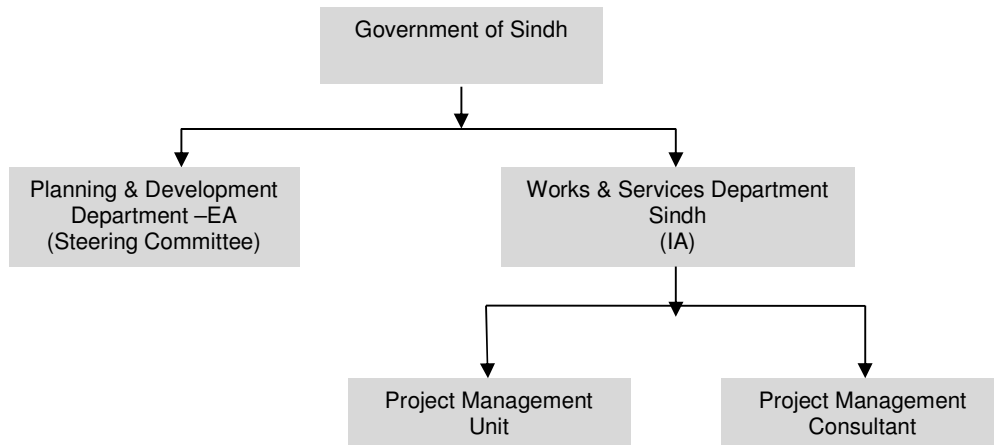 Government of Sindh
Planning & Development
Department –EA
(Steering Committee)
Works & Services Department
Sindh
(IA)
Project Management
Unit
Project Management
Consultant